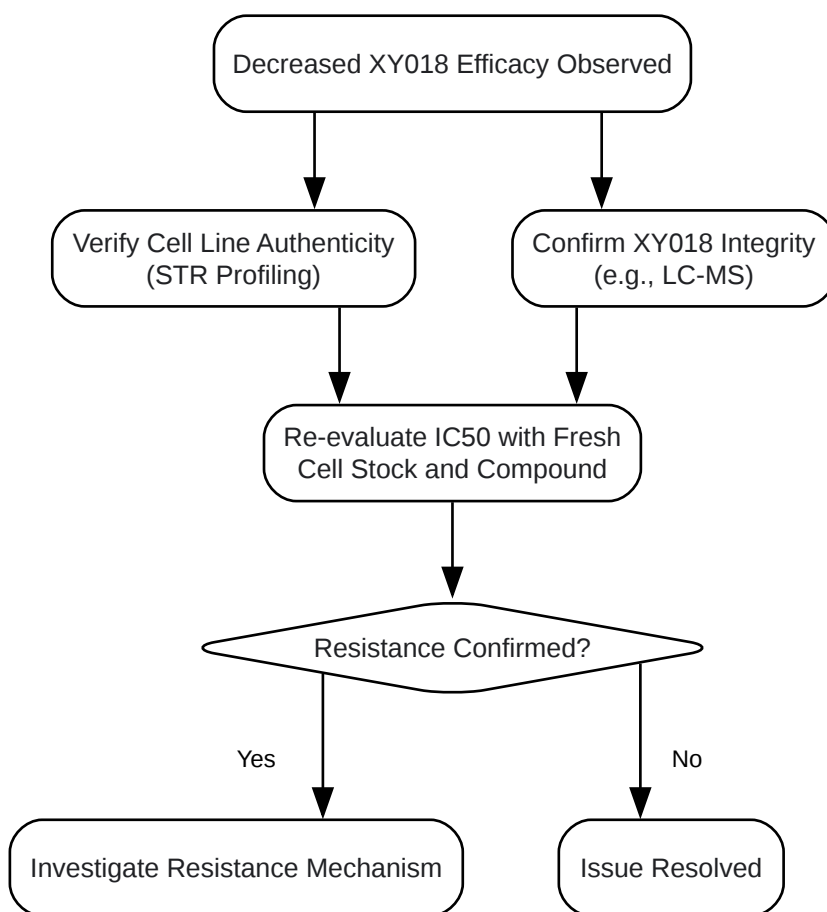 Decreased XY018 Efficacy Observed
Verify Cell Line Authenticity
(STR Profiling)
Confirm XY018 Integrity
(e.g., LC-MS)
Re-evaluate IC50 with Fresh
Cell Stock and Compound
Resistance Confirmed?
Yes
No
Investigate Resistance Mechanism
Issue Resolved